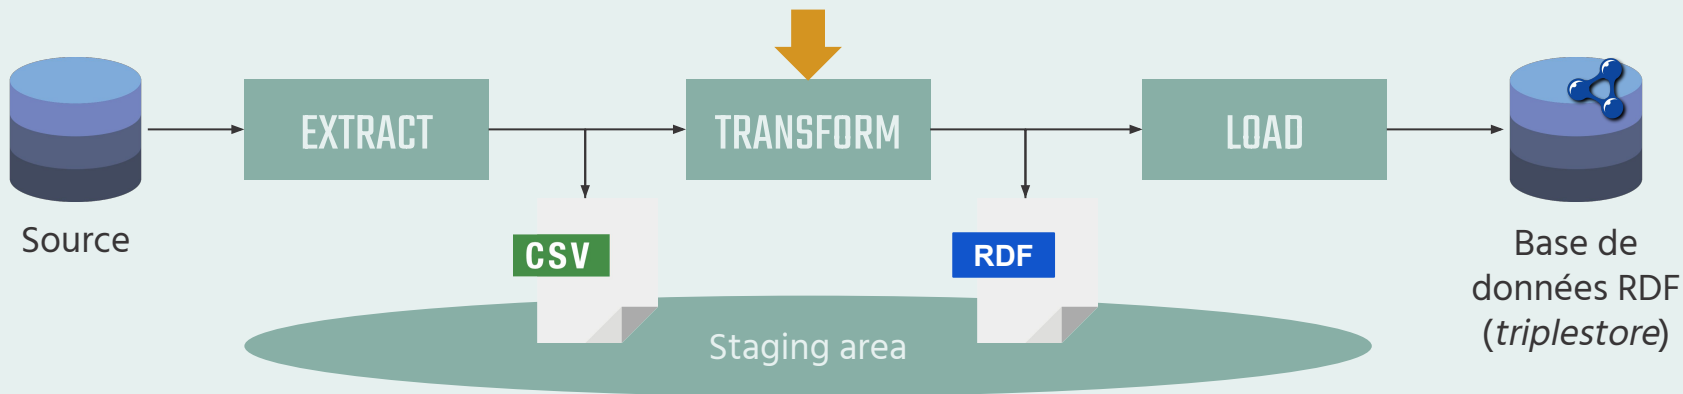 EXTRACT
TRANSFORM
LOAD
Source
CSV
RDF
Base de
données RDF
(triplestore)
Staging area